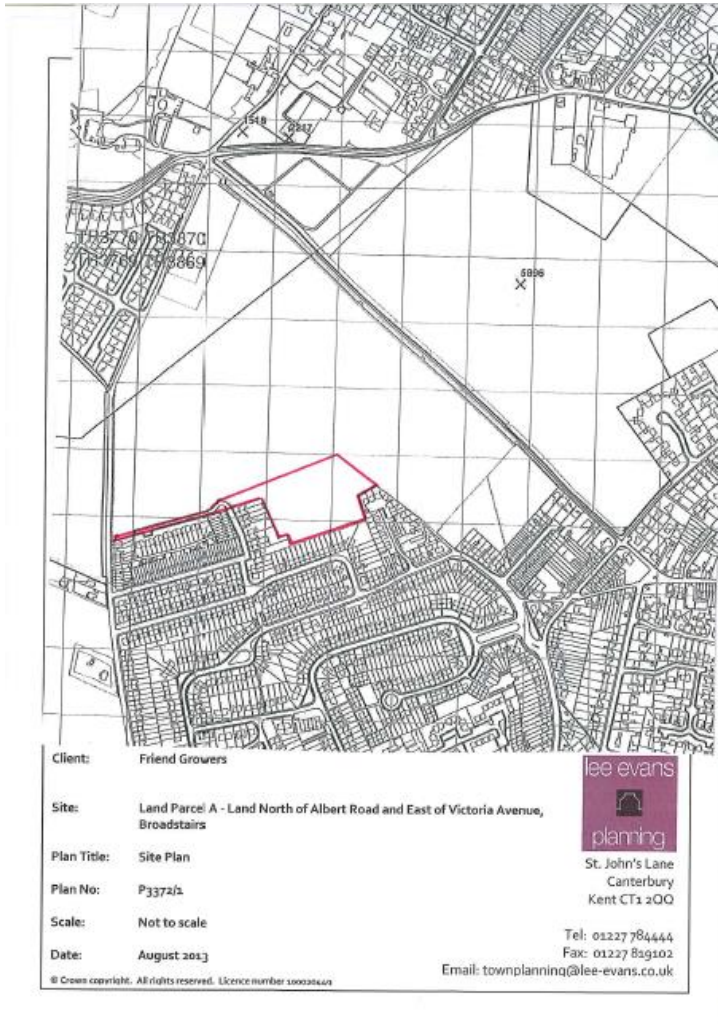 1518
5217
TR3770 TR3870
TR3769 TR3869
5896
Client: Friend Growers
Site: Land Parcel A - Land North of Albert Road and East of Victoria Avenue,
Broadstairs
Plan Title: Site Plan
Plan No: P3372/1
Scale: Not to scale
Date: August 2013
© Crown copyright. All rights reserved. Licence number
lee evans
planning
St. John's Lane
Canterbury
Kent CT1 2QQ
Tel: 01227 784444
Fax: 01227 819102
Email: townplanning@lee-evans.co.uk